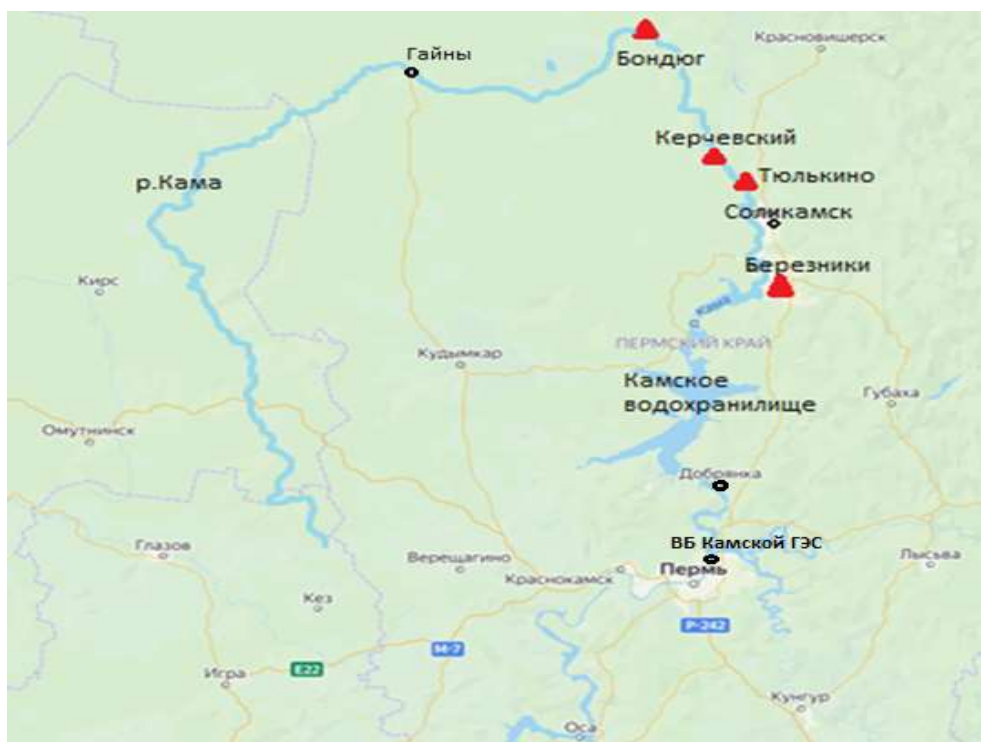 Красновишерск
Гайны
Бондюг
Керчевский
Тюлькино
р.Кама
Соликамск
Березники
Кирс
Кама
ПЕРМСКИЙ КРАЙ
Кудымкар
Камское
водохранилище
Губаха
Омутнинск
Добрянка
ВБ Камской ГЭС
Глазов
Верещагино
Лысьва
Краснокамск
Пермь
Кез
Р-242
М-7
Е22
Игра
Кунгур
Оса